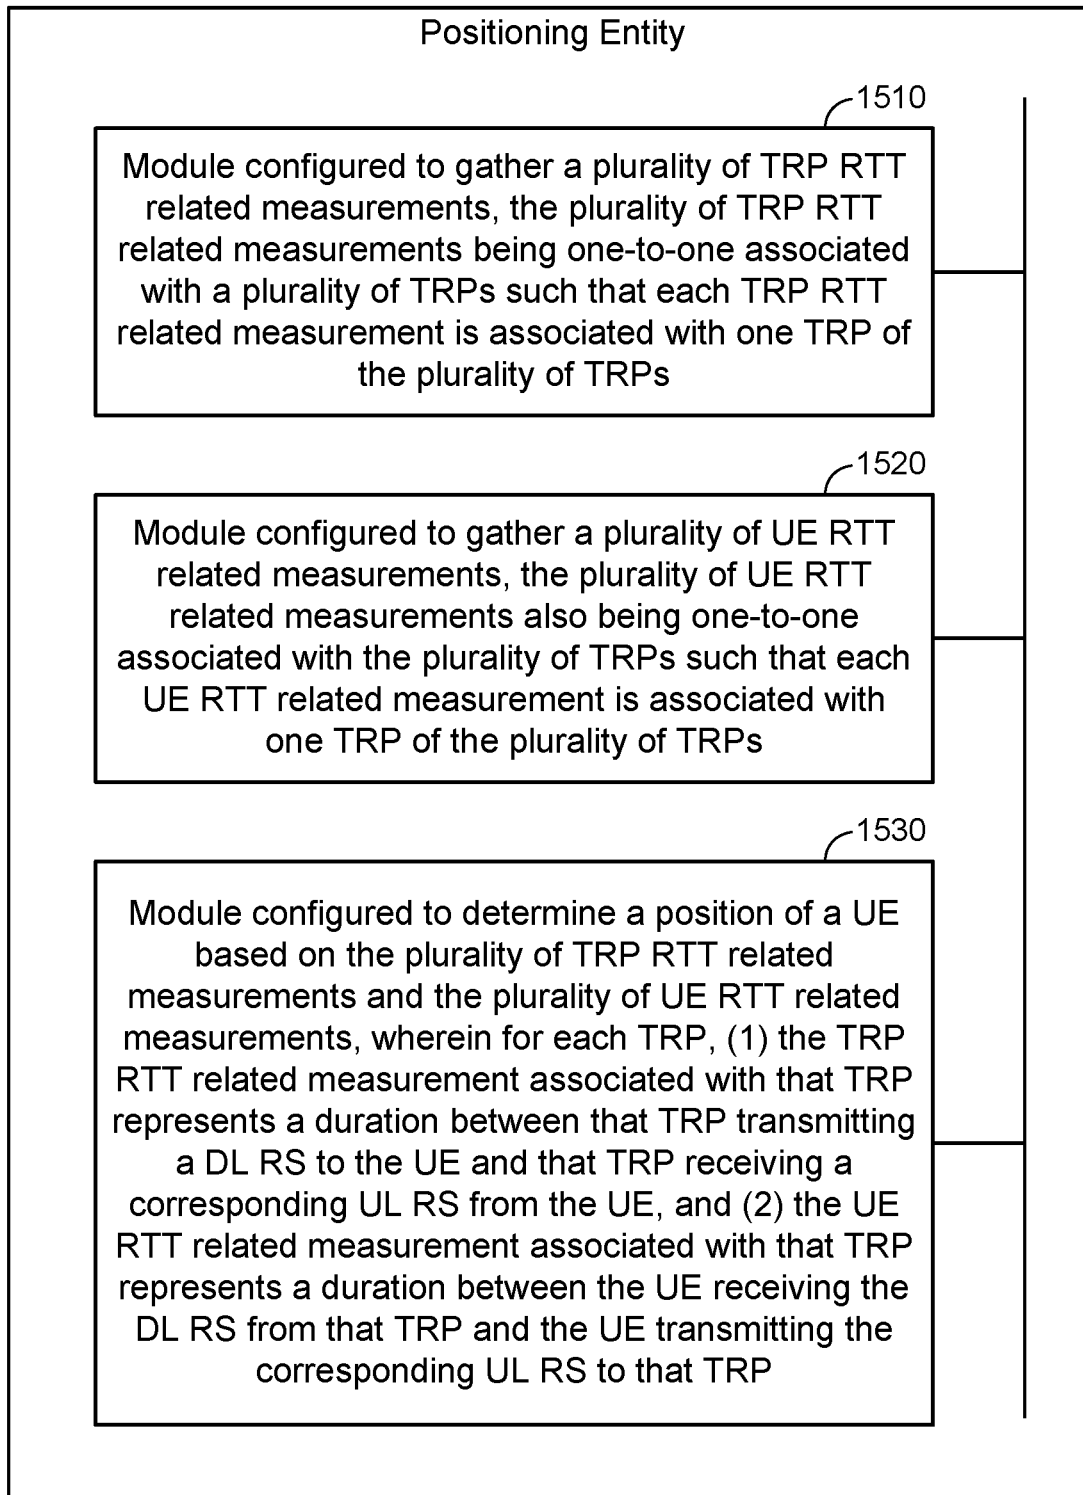 Positioning Entity
1510
Module configured to gather a plurality of TRP RTT
related measurements, the plurality of TRP RTT
related measurements being one-to-one associated
with a plurality of TRPs such that each TRP RTT
related measurement is associated with one TRP of
the plurality of TRPs
1520
Module configured to gather a plurality of UE RTT
related measurements, the plurality of UE RTT
related measurements also being one-to-one
associated with the plurality of TRPs such that each
UE RTT related measurement is associated with
one TRP of the plurality of TRPs
1530
Module configured to determine a position of a UE
based on the plurality of TRP RTT related
measurements and the plurality of UE RTT related
measurements, wherein for each TRP, (1) the TRP
RTT related measurement associated with that TRP
represents a duration between that TRP transmitting
a DL RS to the UE and that TRP receiving a
corresponding UL RS from the UE, and (2) the UE
RTT related measurement associated with that TRP
represents a duration between the UE receiving the
DL RS from that TRP and the UE transmitting the
corresponding UL RS to that TRP